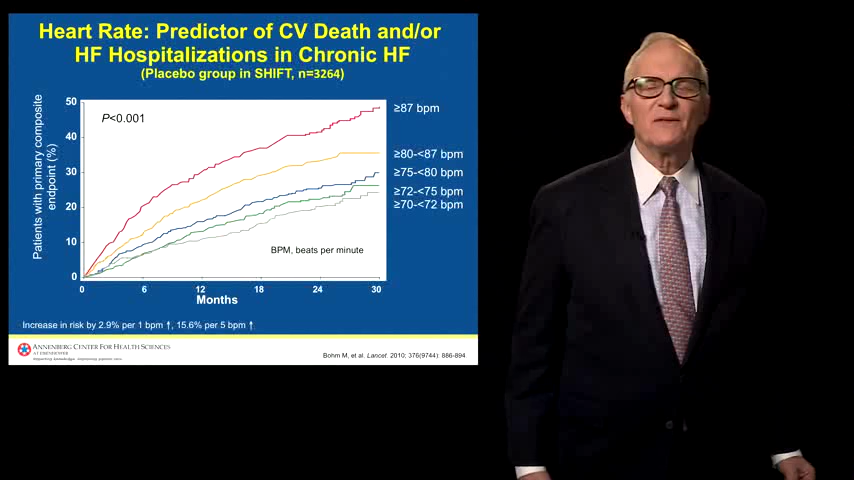 Heart Rate: Predictor of CV Death and/or
HF Hospitalizations in Chronic HF
(Placebo group in SHIFT, n=3264)
Patients with primary composite
endpoint (%)
50
40
30
20
10
0
P<0.001
≥87 bpm
≥80-<87 bpm
≥75-<80 bpm
≥72-<75 bpm
≥70-<72 bpm
BPM, beats per minute
0 6 12 18 24 30
Months
Increase in risk by 2.9% per 1 bpm ↑, 15.6% per 5 bpm ↑
ANNENBERG CENTER FOR HEALTH SCIENCES
AT EISENHOWER
Bohm M, et al. Lancet. 2010; 376(9744): 886-894.